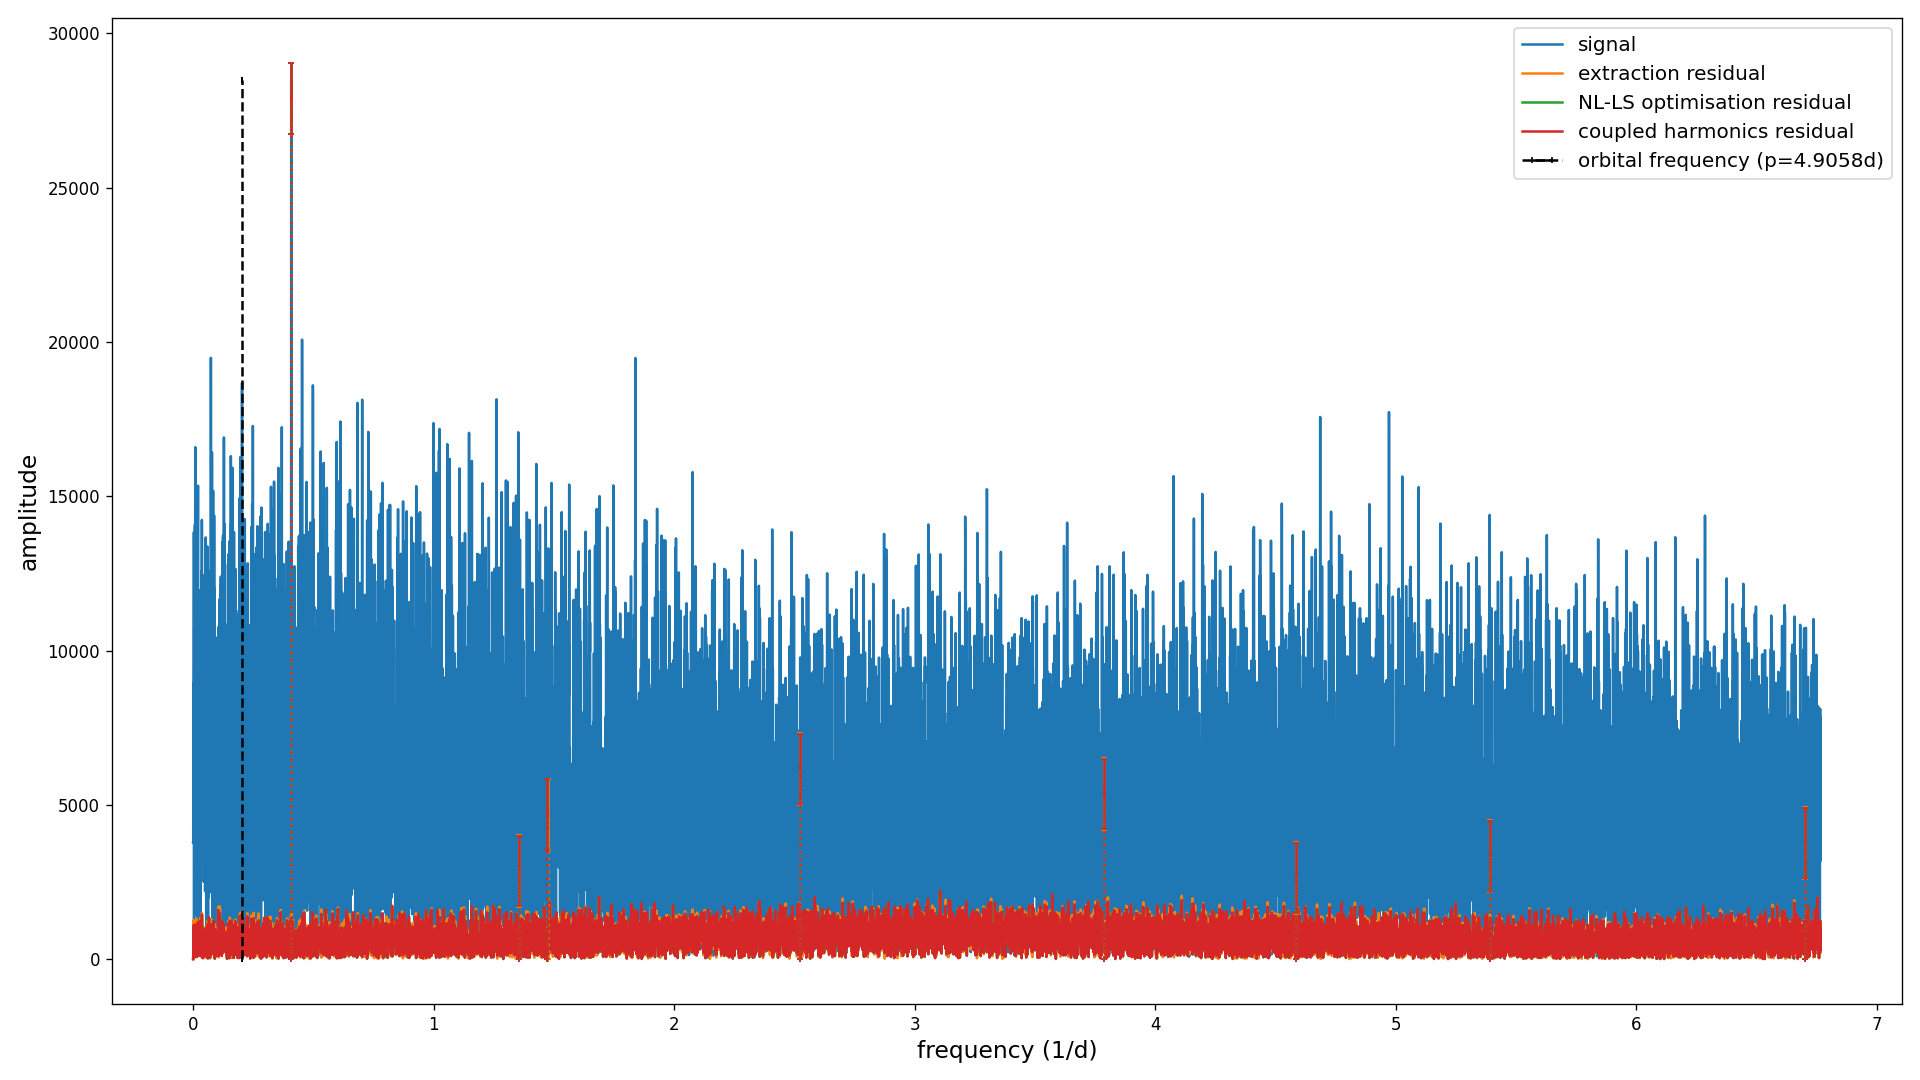 30000
25000
20000
15000
10000
5000
0
amplitude
0 1 2 3 4 5 6 7
frequency (1/d)
signal
extraction residual
NL-LS optimisation residual
coupled harmonics residual
orbital frequency (p=4.9058d)